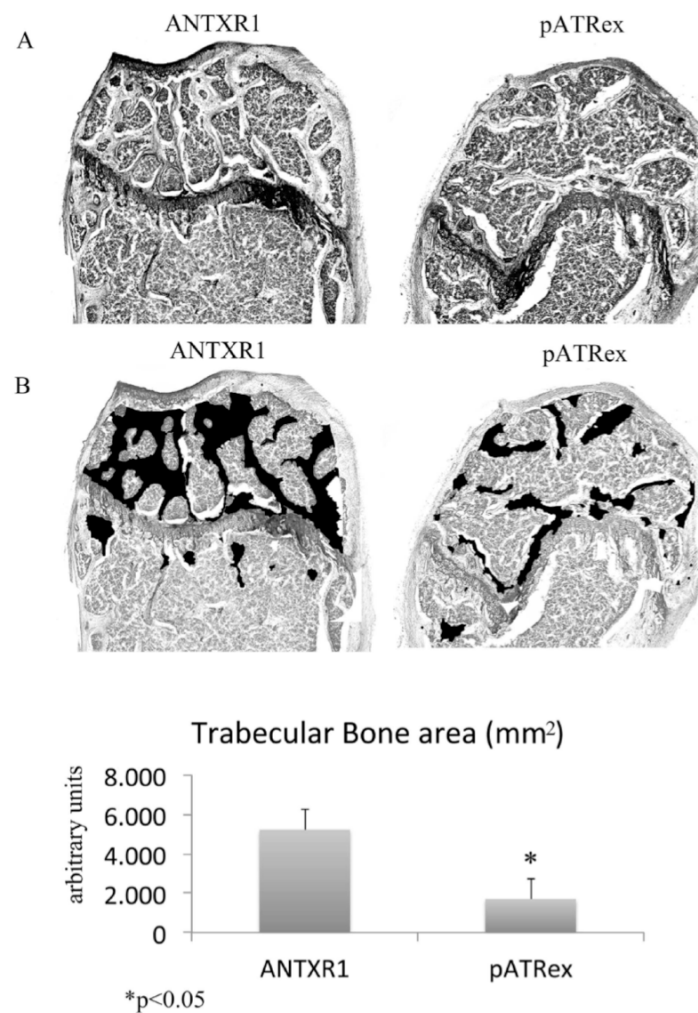 A
ANTXR1
pATRex
B
ANTXR1
pATRex
Trabecular Bone area (mm²)
arbitrary units
8.000
6.000
4.000
2.000
0
*
ANTXR1
pATRex
*p<0.05